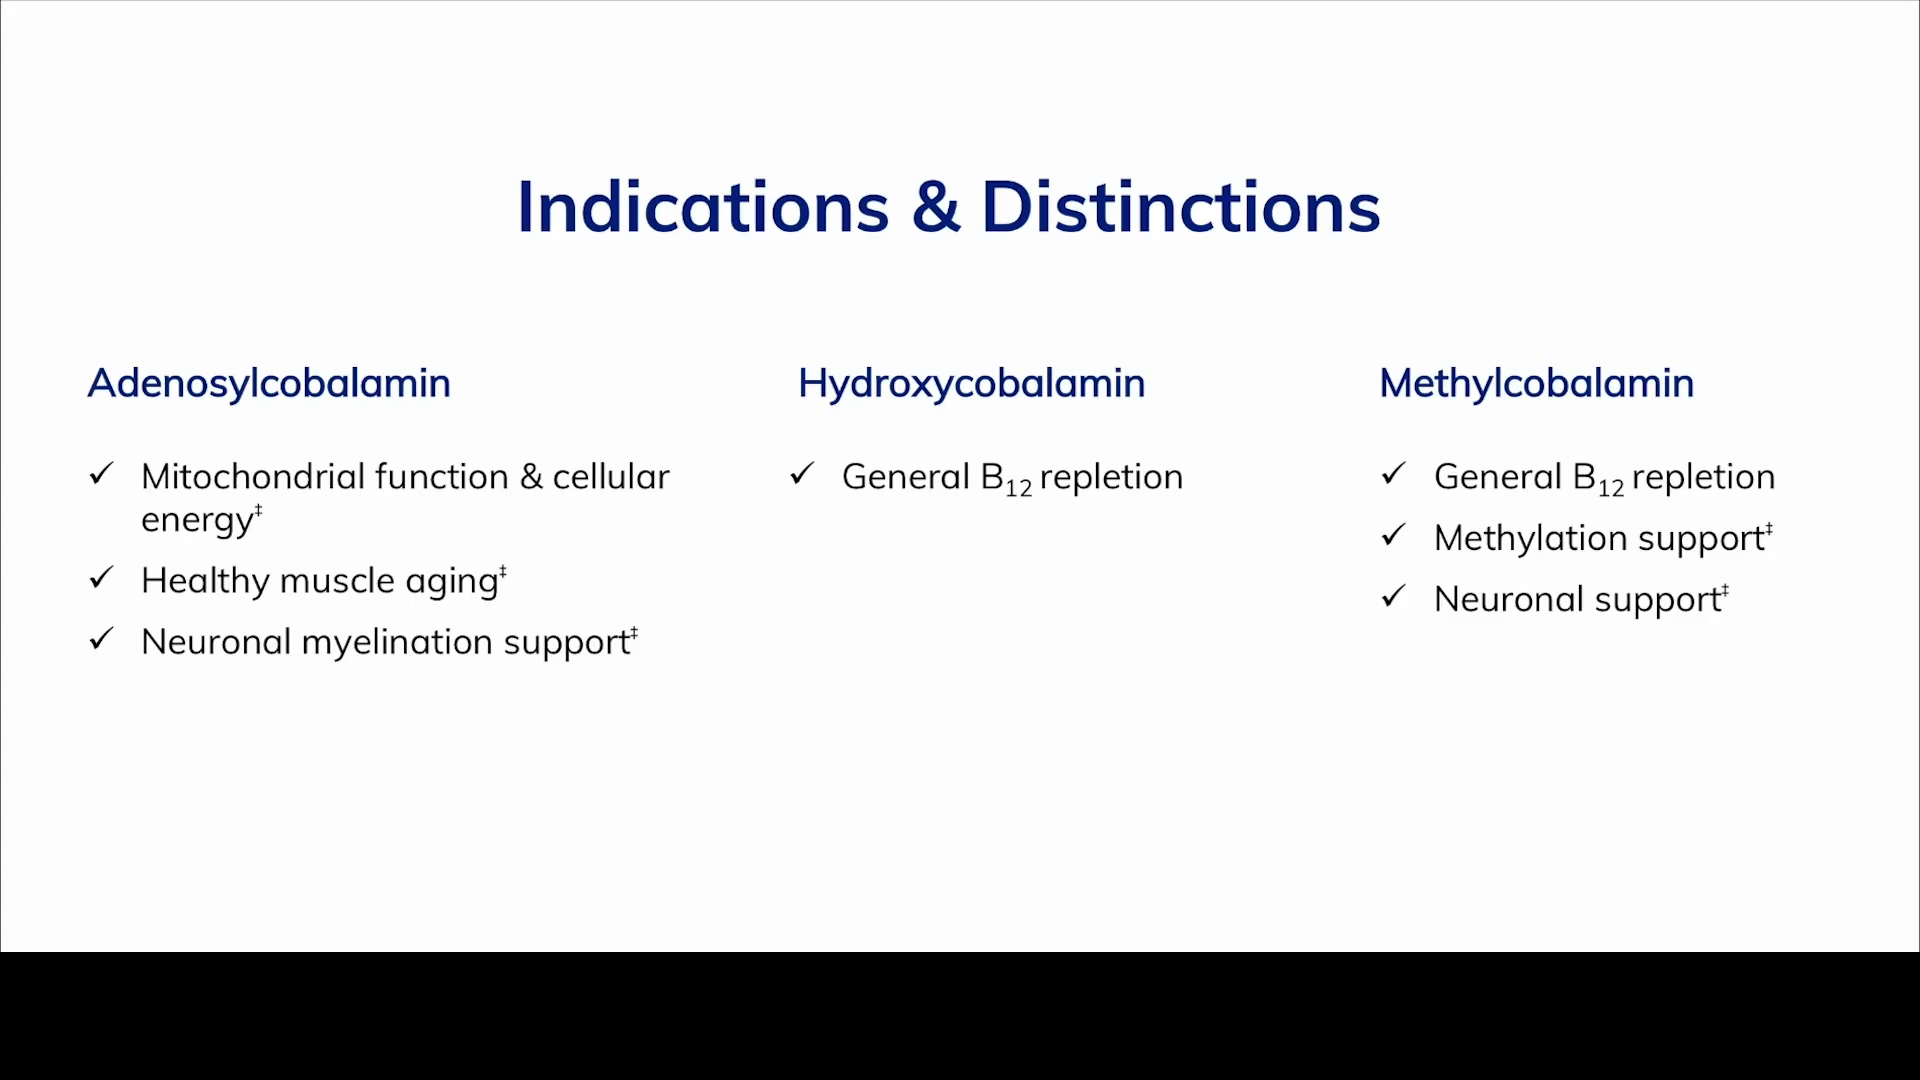 Indications & Distinctions
Adenosylcobalamin
✓ Mitochondrial function & cellular
energy‡
✓ Healthy muscle aging‡
✓ Neuronal myelination support‡
Hydroxycobalamin
✓ General B₁₂ repletion
Methylcobalamin
✓ General B₁₂ repletion
✓ Methylation support‡
✓ Neuronal support‡